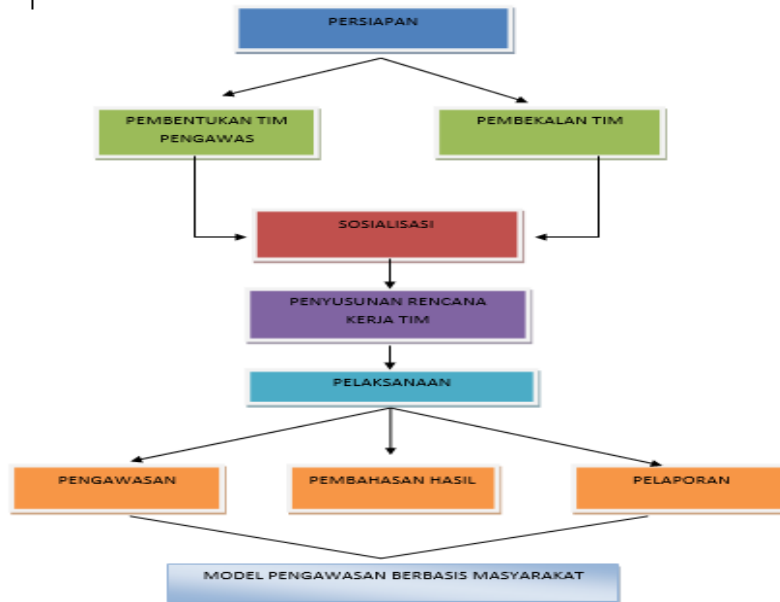 PERSIAPAN
PEMBENTUKAN TIM
PENGAWAS
PEMBEKALAN TIM
SOSIALISASI
PENYUSUNAN RENCANA
KERJA TIM
PELAKSANAAN
PENGAWASAN
PEMBAHASAN HASIL
PELAPORAN
MODEL PENGAWASAN BERBASIS MASYARAKAT